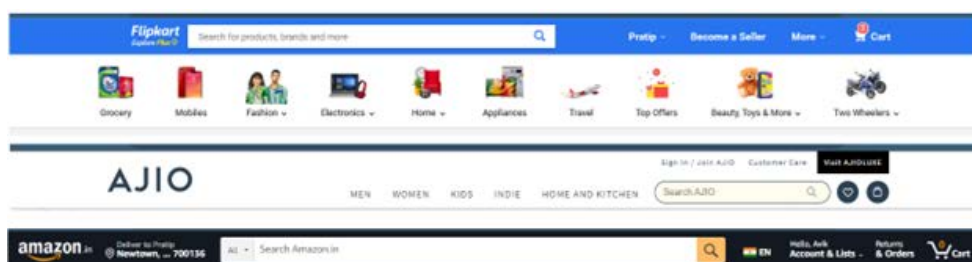 Flipkart
Explore Plus
Search for products, brands and more
Pratip
Become a Seller
More
Cart
Grocery
Mobiles
Fashion
Electronics
Home
Appliances
Travel
Top Offers
Beauty, Toys & More
Two Wheelers
Sign In / Join AJIO
Customer Care
Visit AJIOLUXE
AJIO
MEN
WOMEN
KIDS
INDIE
HOME AND KITCHEN
Search AJIO
amazon.in
Deliver to Pratip
Newtown, ... 700156
All
Search Amazon.in
EN
Hello, Avik
Account & Lists
Returns
& Orders
0
Cart